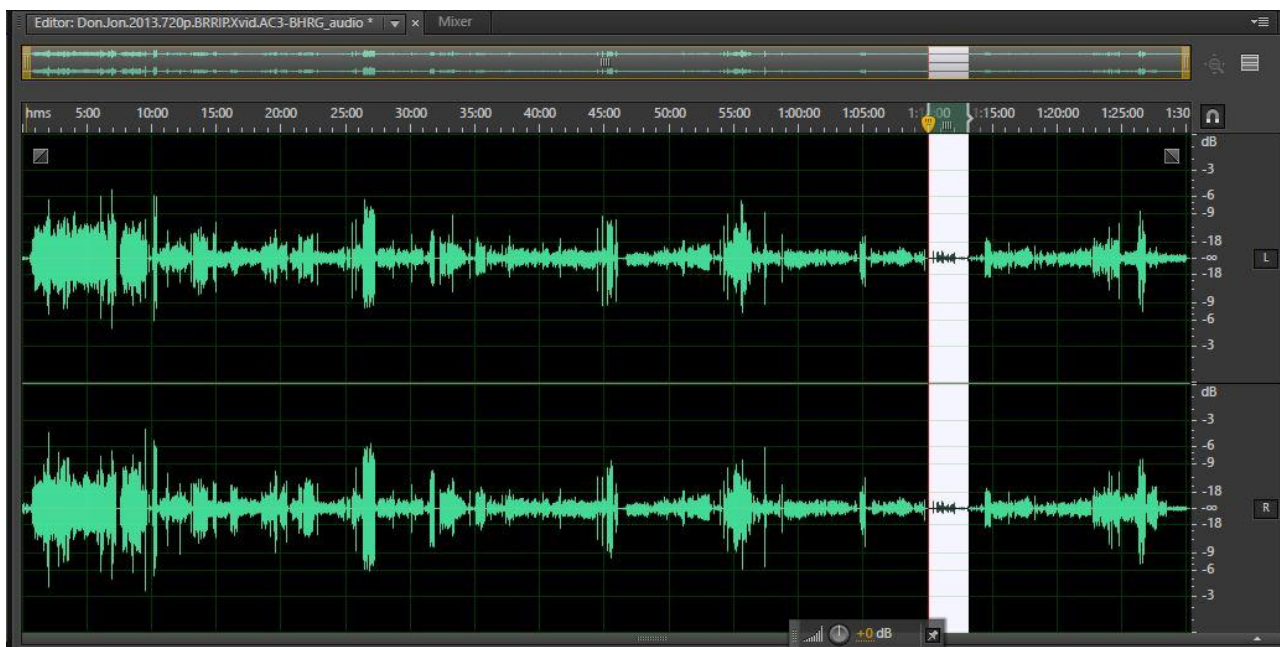 Editor: DonJon.2013.720p.BRRIP.Xvid.AC3-BHRG_audio * Mixer
hms 5:00 10:00 15:00 20:00 25:00 30:00 35:00 40:00 45:00 50:00 55:00 1:00:00 1:05:00 1:15:00 1:20:00 1:25:00 1:30
dB
-3
-6
-9
-18
-∞
L
-18
-9
-6
-3
dB
-3
-6
-9
-18
-∞
R
-18
-9
-6
-3
+0 dB